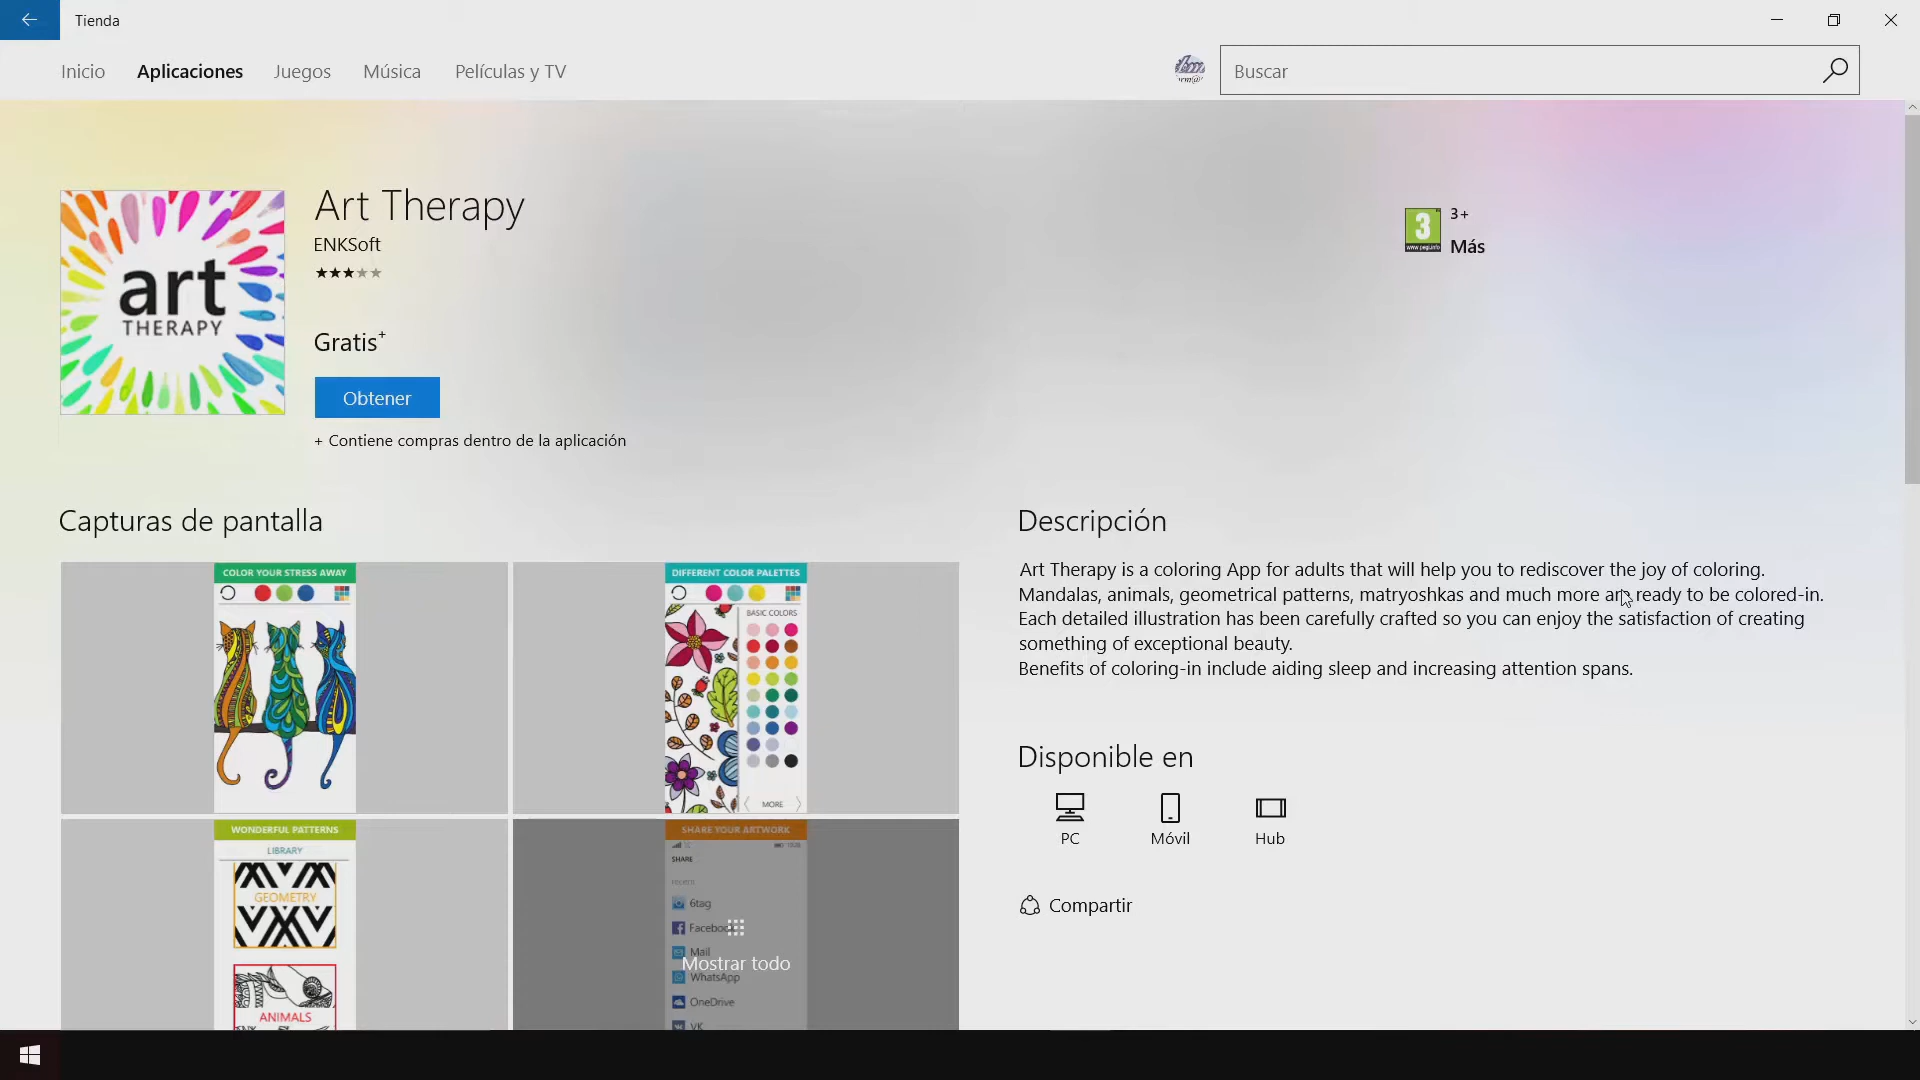 Tienda
Inicio Aplicaciones Juegos Música Películas y TV
Buscar
art
THERAPY
Art Therapy
ENKSoft
Gratis+
Obtener
+ Contiene compras dentro de la aplicación
3
www.pegi.info
3+
Más
Capturas de pantalla
COLOR YOUR STRESS AWAY
DIFFERENT COLOR PALETTES
BASIC COLORS
MORE
WONDERFUL PATTERNS
LIBRARY
GEOMETRY
ANIMALS
SHARE YOUR ARTWORK
SHARE
6tag
Facebook
Mail
Mostrar todo
WhatsApp
OneDrive
VK
Descripción
Art Therapy is a coloring App for adults that will help you to rediscover the joy of coloring.
Mandalas, animals, geometrical patterns, matryoshkas and much more are ready to be colored-in.
Each detailed illustration has been carefully crafted so you can enjoy the satisfaction of creating
something of exceptional beauty.
Benefits of coloring-in include aiding sleep and increasing attention spans.
Disponible en
PC Móvil Hub
Compartir